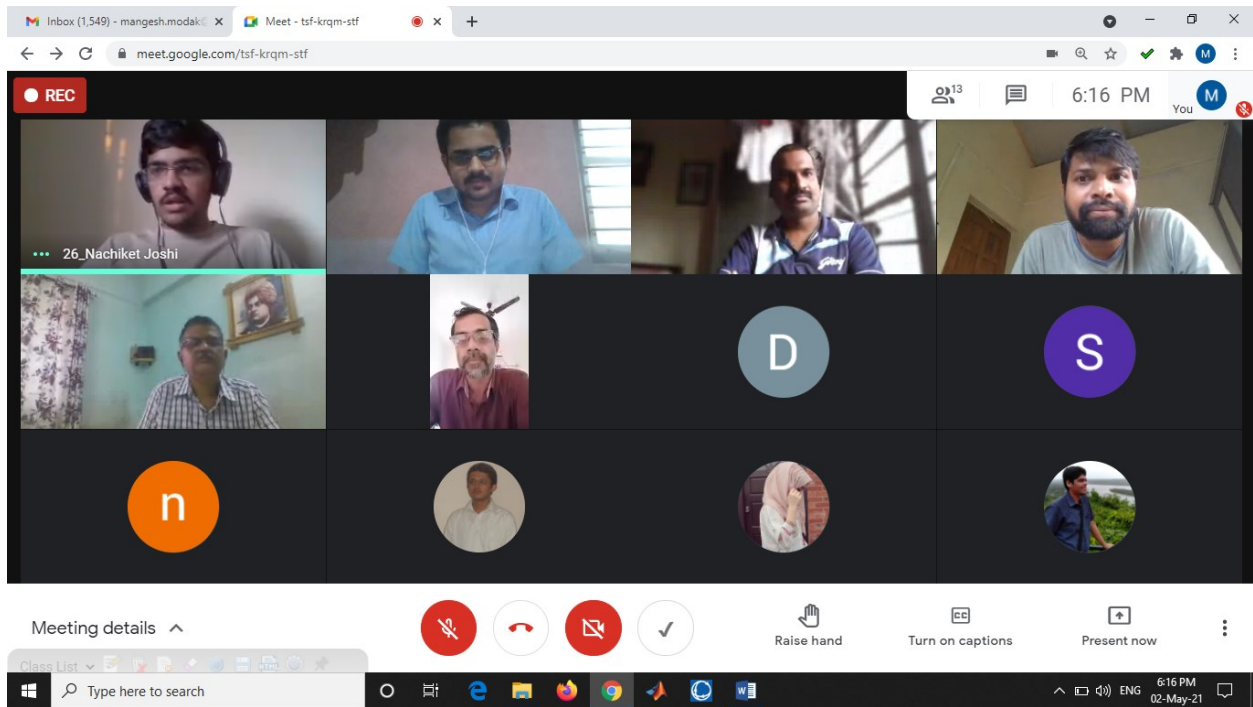 Inbox (1,549) - mangesh.modak
Meet - tsf-krqm-stf
meet.google.com/tsf-krqm-stf
M
REC
13
6:16 PM
You
M
26_Nachiket Joshi
D
S
n
Meeting details
Raise hand
CC
Turn on captions
Present now
Class List
Type here to search
ENG
6:16 PM
02-May-21